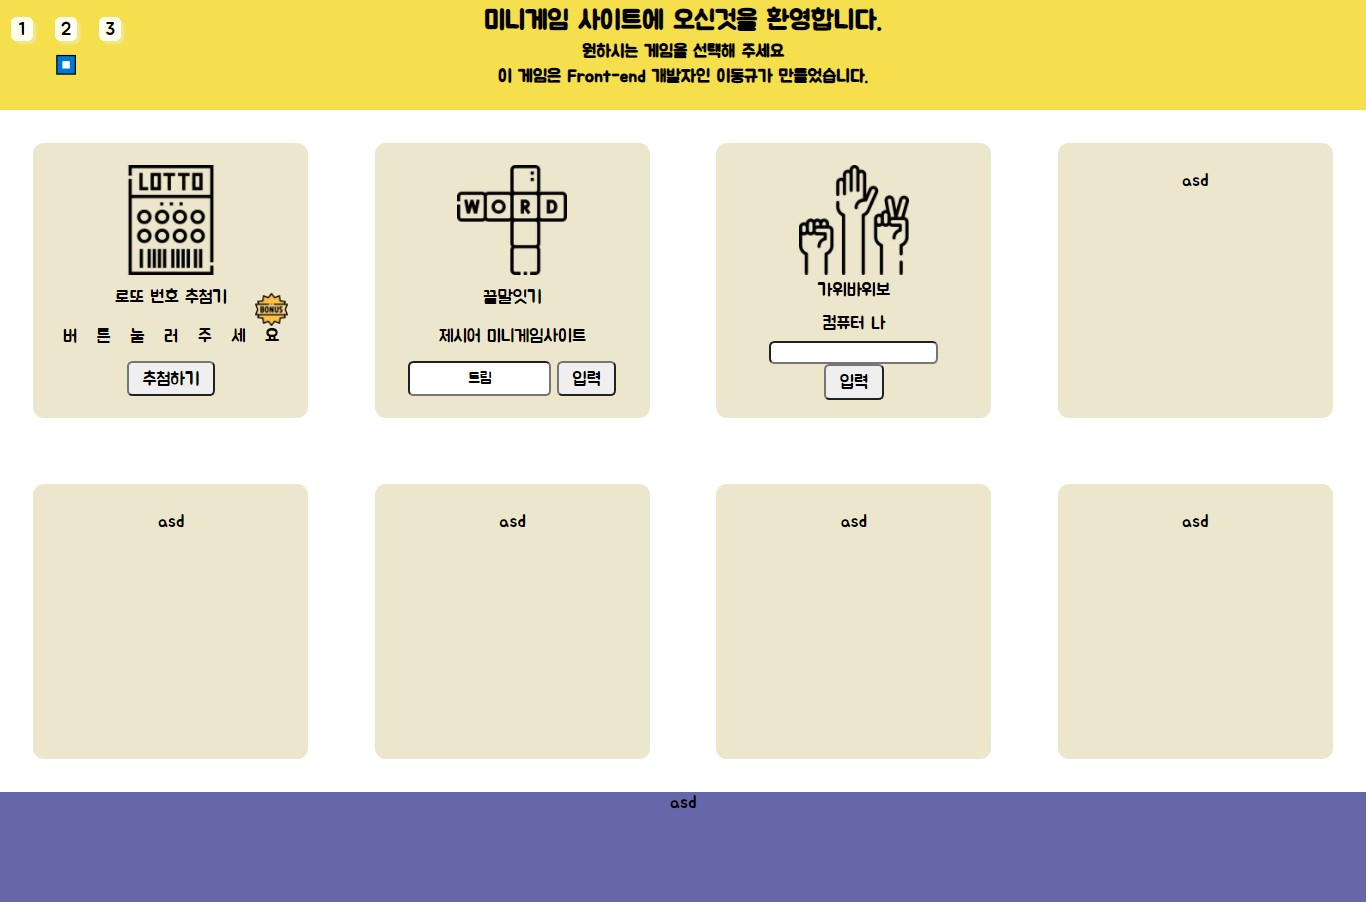 1 2 3
미니게임 사이트에 오신것을 환영합니다.
원하시는 게임을 선택해 주세요
이 게임은 Front-end 개발자인 이동규가 만들었습니다.
LOTTO
로또 번호 추첨기
BONUS
버 튼 눌 러 주 세 요
추첨하기
WORD
끝말잇기
제시어 미니게임사이트
트림 입력
가위바위보
컴퓨터 나
입력
asd
asd
asd
asd
asd
asd